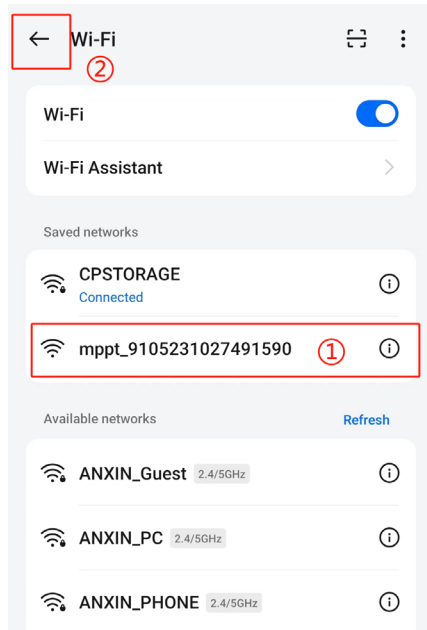 Wi-Fi
②
Wi-Fi
Wi-Fi Assistant
Saved networks
CPSTORAGE
Connected
mppt_9105231027491590 ①
Available networks Refresh
ANXIN_Guest 2.4/5GHz
ANXIN_PC 2.4/5GHz
ANXIN_PHONE 2.4/5GHz